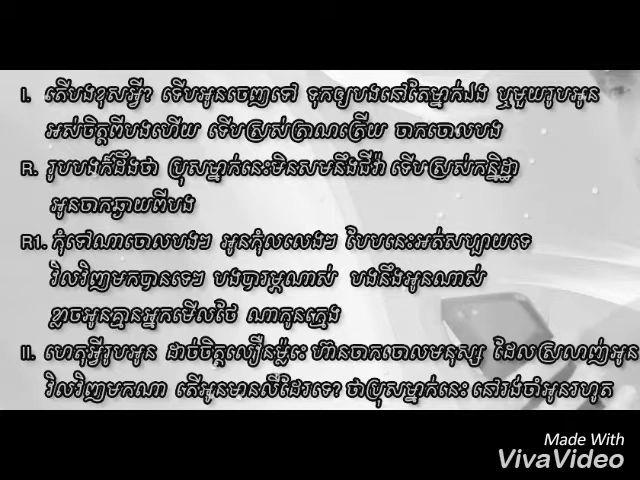 I. តើបងខុសអ្វី? ទើបអូនចេញទៅ ទុកឲ្យបងនៅតែម្នាក់ឯង ឬមួយរូបអូន
អស់ចិត្តពីបងហើយ ទើបស្រស់ត្រាណត្រើយ ចាកចោលបង
R. រូបបងក៏ដឹងថា ប្រុសម្នាក់នេះមិនសមនឹងធីតា ទើបស្រស់កន្និដ្ឋា
អូនចាកឆ្ងាយពីបង
R1. កុំទៅណាចោលបងៗ អូនកុំលលេងៗ បែបនេះអត់សប្បាយទេ
វិលវិញមកបានទេៗ បងបារម្ភណាស់ បងនឹងអូនណាស់
ខ្លាចអូនគ្មានអ្នកមើលថែ ណាកូនក្មេង
II. ហេតុអ្វីរូបអូន ដាច់ចិត្តលឿនម្ល៉េះ ហ៊ានចាកចោលមនុស្ស ដែលស្រលាញ់អូន
វិលវិញមកណា តើអូនមានលឺដែរទេ? ថាប្រុសម្នាក់នេះ នៅរង់ចាំអូនរហូត
Made With
VivaVideo